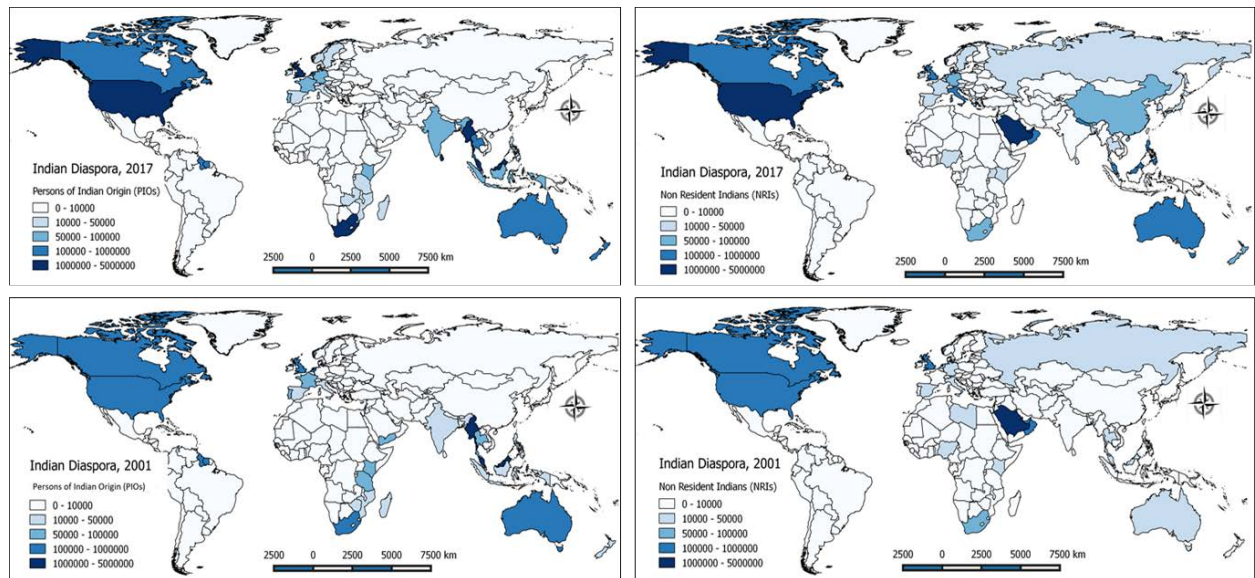 Indian Diaspora, 2017
Persons of Indian Origin (PIOs)
0 - 10000
10000 - 50000
50000 - 100000
100000 - 1000000
1000000 - 5000000
2500 0 2500 5000 7500 km
Indian Diaspora, 2017
Non Resident Indians (NRIs)
0 - 10000
10000 - 50000
50000 - 100000
100000 - 1000000
1000000 - 5000000
2500 0 2500 5000 7500 km
Indian Diaspora, 2001
Persons of Indian Origin (PIOs)
0 - 10000
10000 - 50000
50000 - 100000
100000 - 1000000
1000000 - 5000000
2500 0 2500 5000 7500 km
Indian Diaspora, 2001
Non Resident Indians (NRIs)
0 - 10000
10000 - 50000
50000 - 100000
100000 - 1000000
1000000 - 5000000
2500 0 2500 5000 7500 km